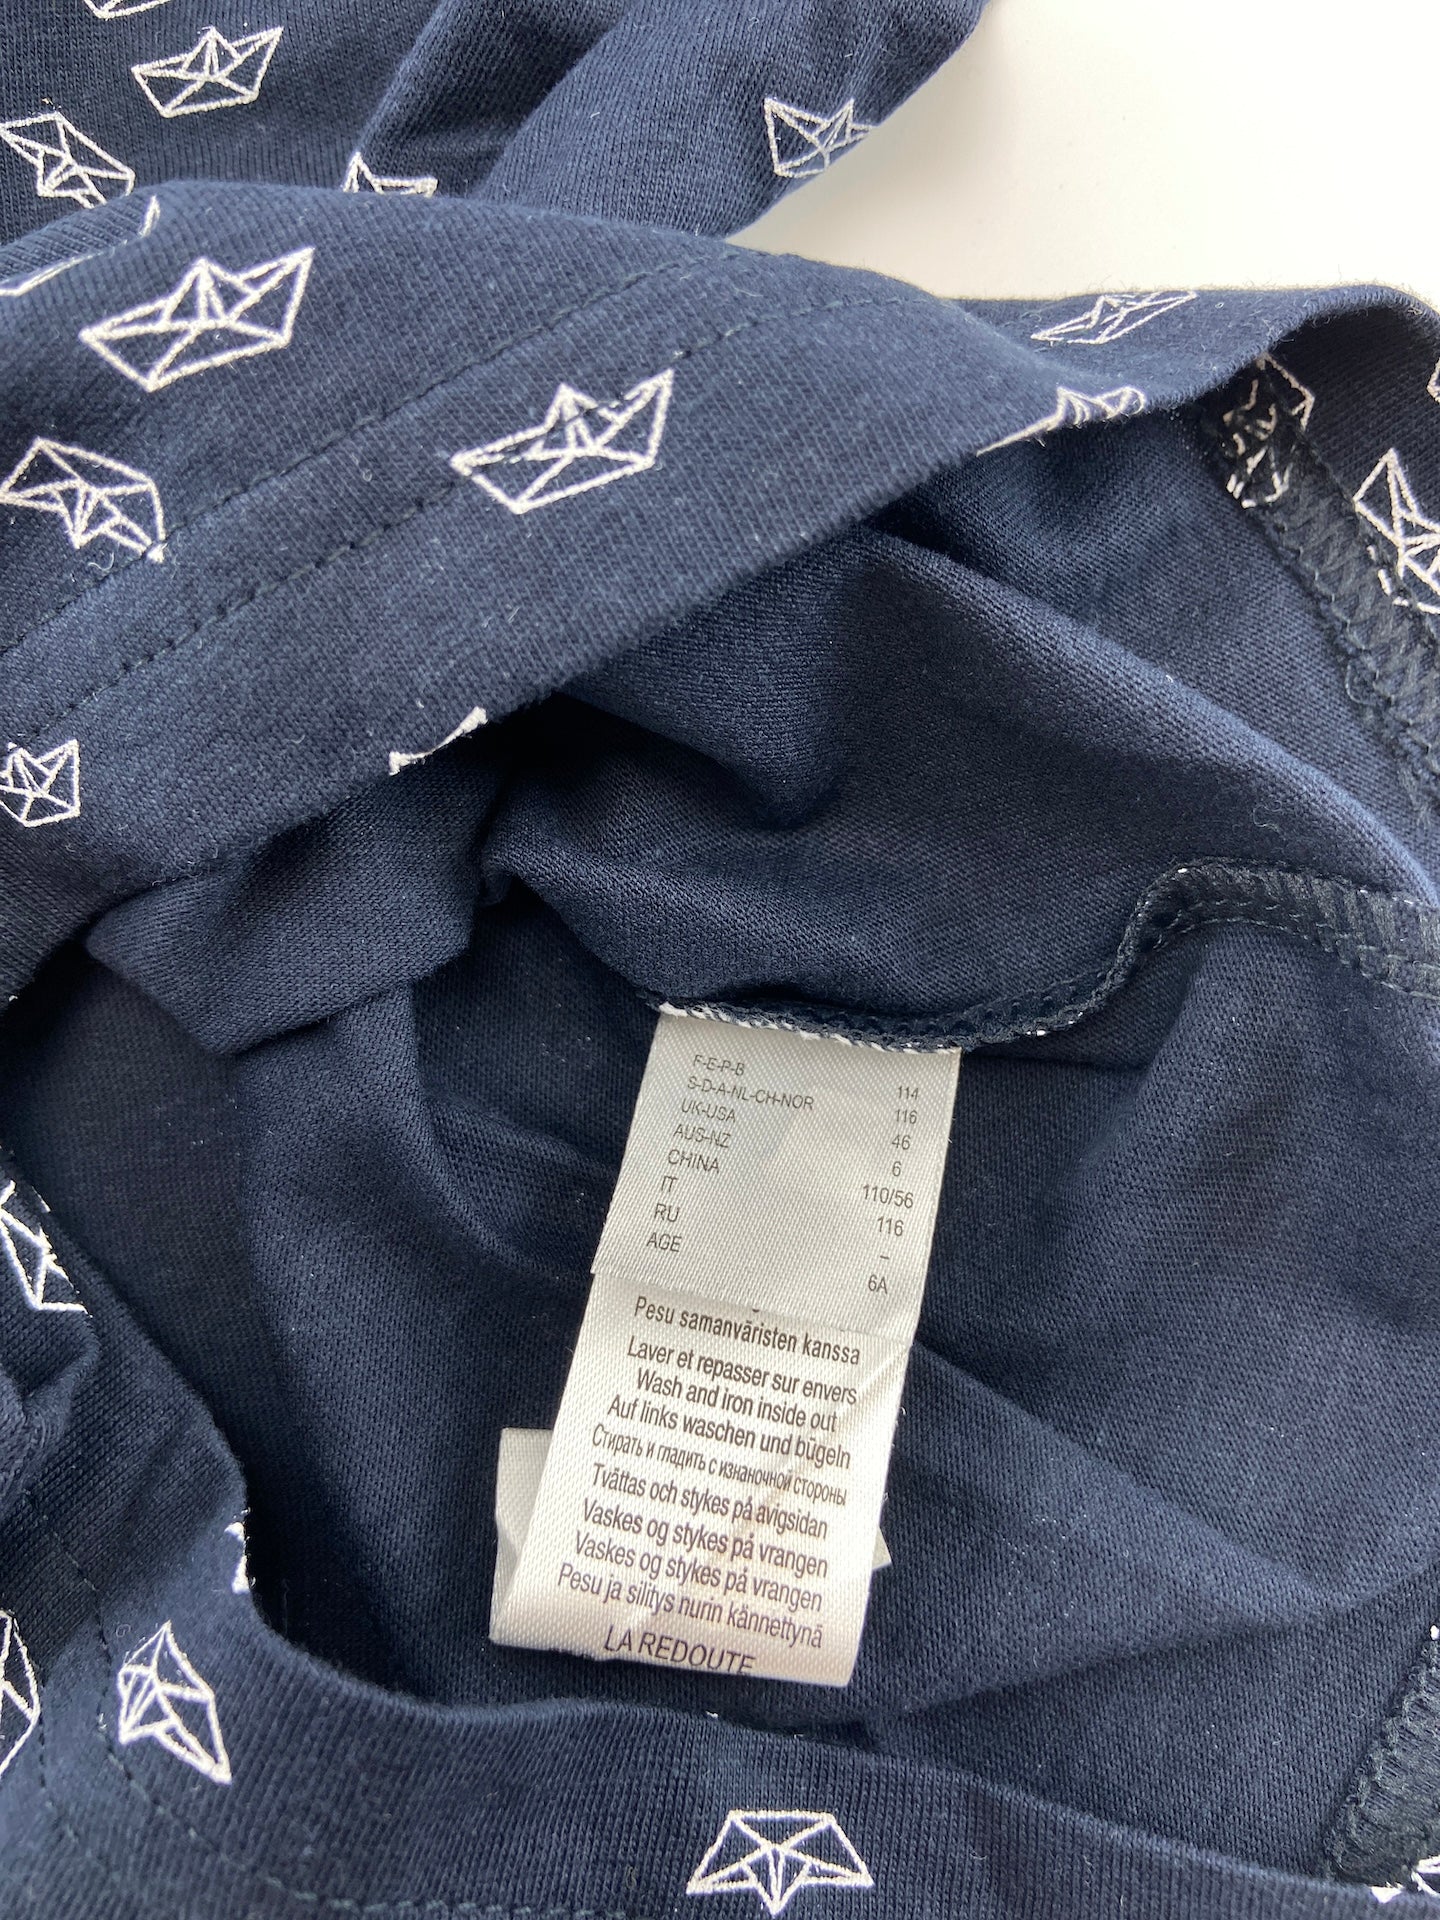 F-E-P-B 114
S-D-A-NL-CH-NOR 116
UK-USA 46
AUS-NZ 6
CHINA 110/56
IT 116
RU –
AGE 6A
Pesu samanväristen kanssa
Laver et repasser sur envers
Wash and iron inside out
Auf links waschen und bügeln
Стирать и гладить с изнаночной стороны
Tvättas och stykes på avigsidan
Vaskes og stykes på vrangen
Vaskes og stykes på vrangen
Pesu ja silitys nurin kännettynä
LA REDOUTE